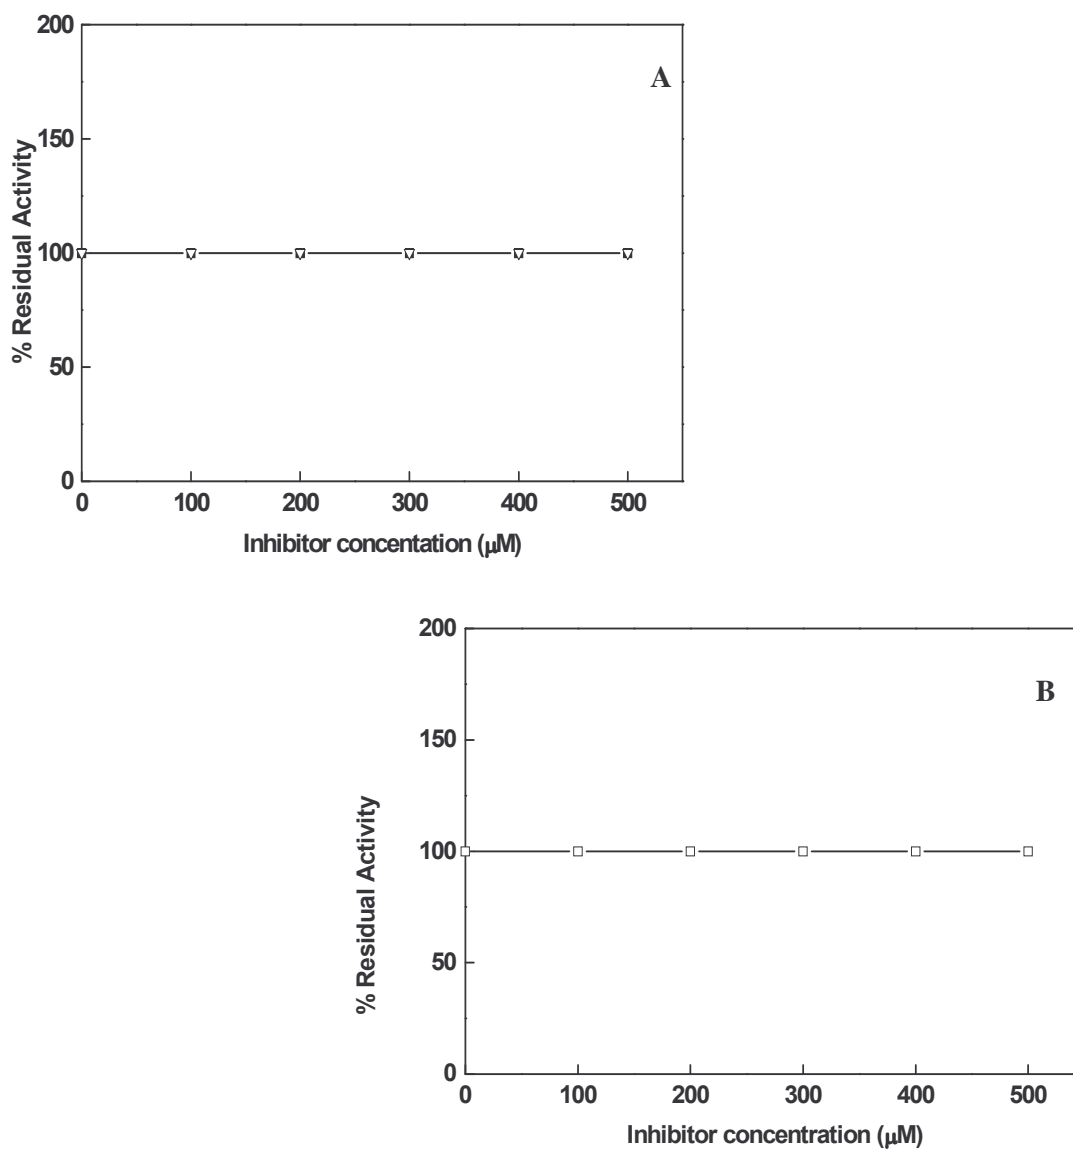 200
A
150
% Residual Activity
100
50
0
0 100 200 300 400 500
Inhibitor concentation (μM)
200
B
150
% Residual Activity
100
50
0
0 100 200 300 400 500
Inhibitor concentration (μM)